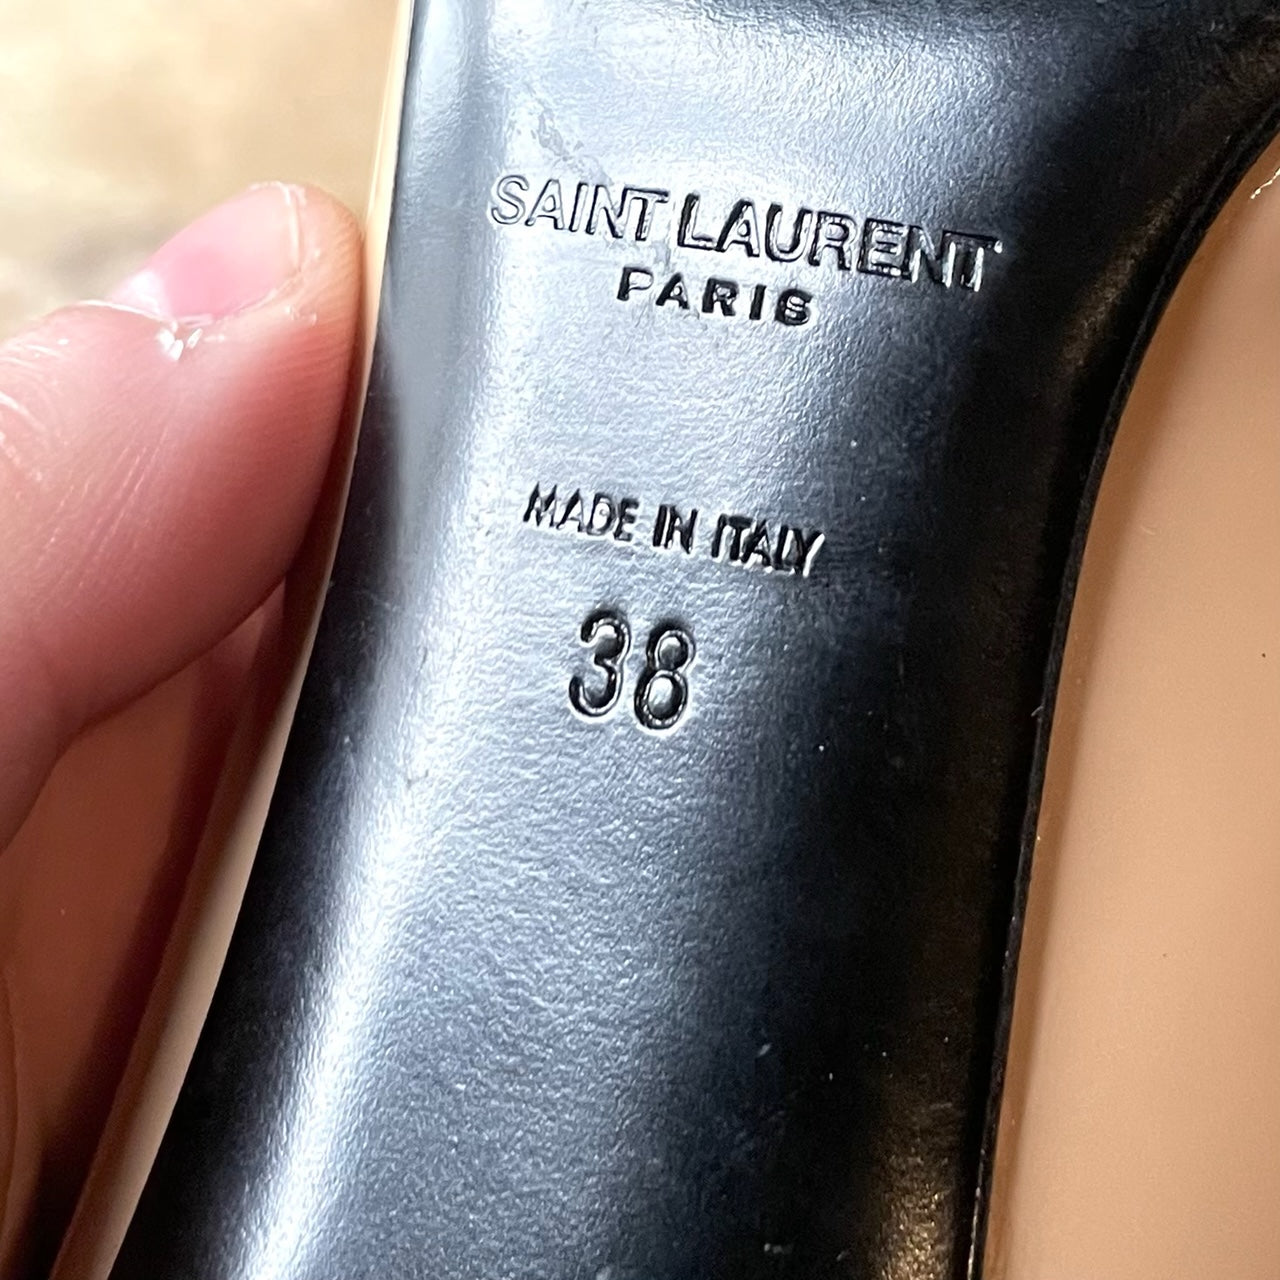 SAINT LAURENT
PARIS
MADE IN ITALY
38